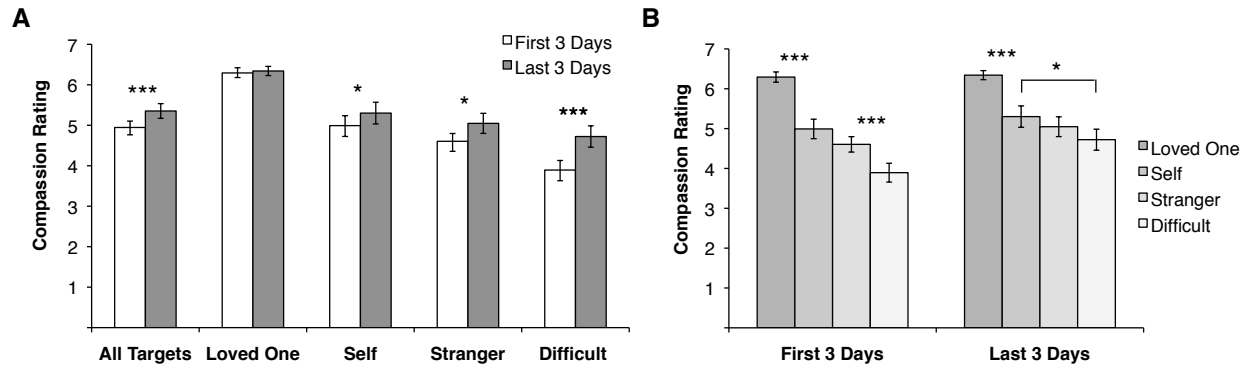 A
Compassion Rating
7
6
5
4
3
2
1
First 3 Days
Last 3 Days
***
*
*
***
All Targets
Loved One
Self
Stranger
Difficult
B
Compassion Rating
7
6
5
4
3
2
1
***
***
***
*
Loved One
Self
Stranger
Difficult
First 3 Days
Last 3 Days